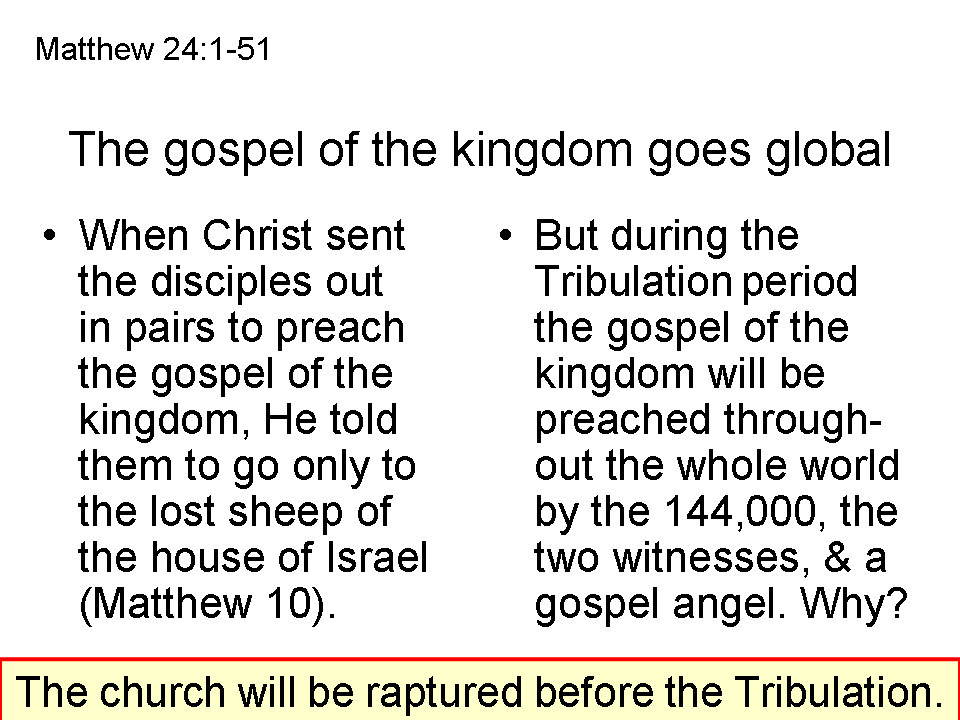 Matthew 24:1-51
The gospel of the kingdom goes global
• When Christ sent
the disciples out
in pairs to preach
the gospel of the
kingdom, He told
them to go only to
the lost sheep of
the house of Israel
(Matthew 10).
• But during the
Tribulation period
the gospel of the
kingdom will be
preached through-
out the whole world
by the 144,000, the
two witnesses, & a
gospel angel. Why?
The church will be raptured before the Tribulation.